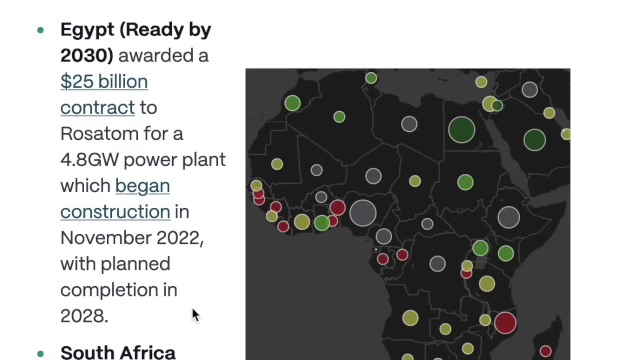 Egypt (Ready by
2030) awarded a
$25 billion
contract to
Rosatom for a
4.8GW power plant
which began
construction in
November 2022,
with planned
completion in
2028.
South Africa